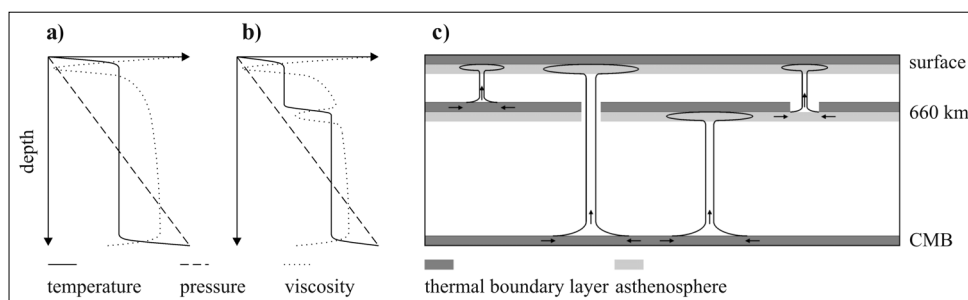 a)
b)
c)
depth
surface
660 km
CMB
temperature
pressure
viscosity
thermal boundary layer
asthenosphere